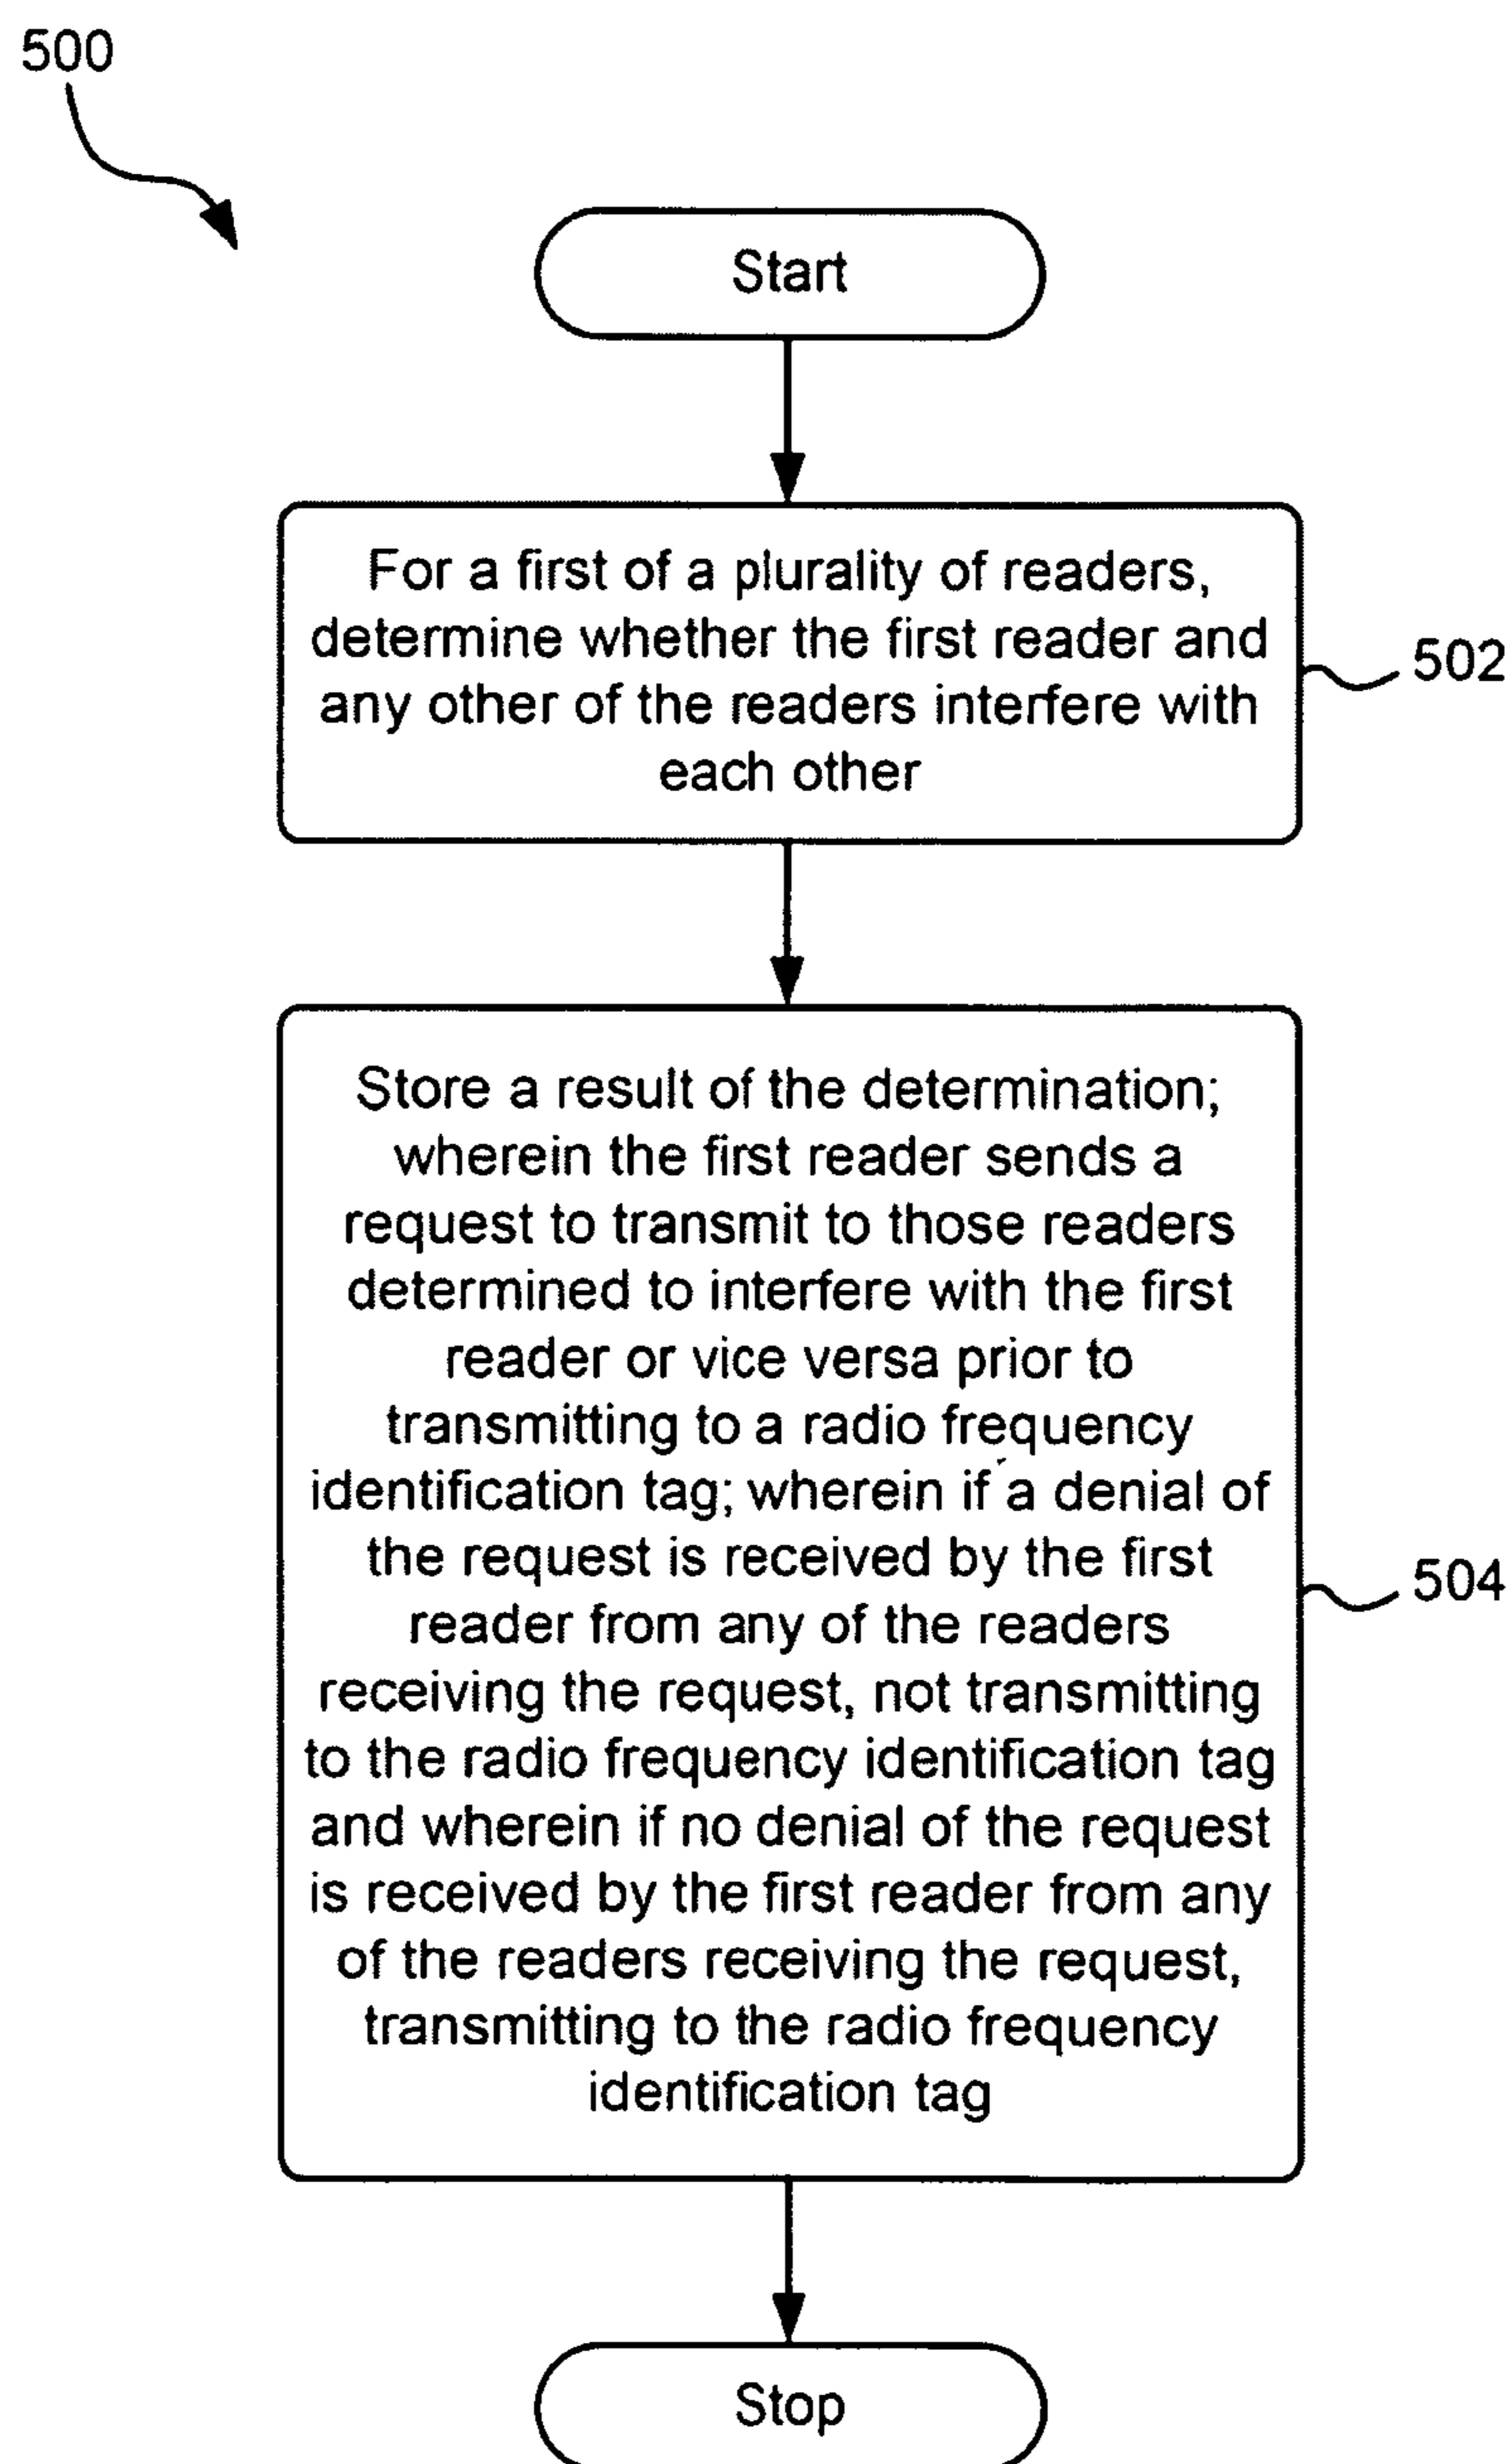 500
Start
For a first of a plurality of readers,
determine whether the first reader and
any other of the readers interfere with
each other
502
Store a result of the determination;
wherein the first reader sends a
request to transmit to those readers
determined to interfere with the first
reader or vice versa prior to
transmitting to a radio frequency
identification tag; wherein if a denial of
the request is received by the first
reader from any of the readers
receiving the request, not transmitting
to the radio frequency identification tag
and wherein if no denial of the request
is received by the first reader from any
of the readers receiving the request,
transmitting to the radio frequency
identification tag
504
Stop